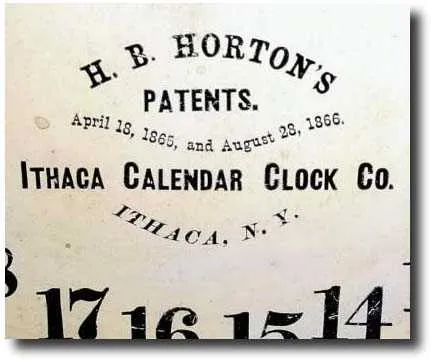 H. B. HORTON'S
PATENTS.
April 18, 1865, and August 28, 1866.
ITHACA CALENDAR CLOCK CO.
ITHACA, N. Y.
17 16 15 14